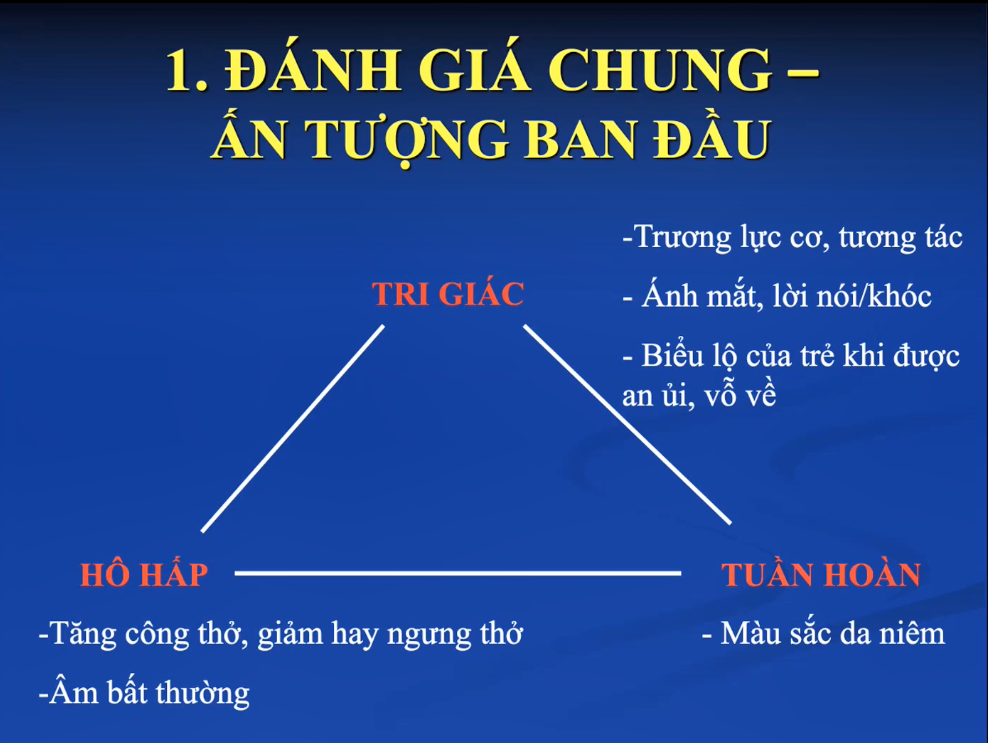 1. ĐÁNH GIÁ CHUNG –
ẤN TƯỢNG BAN ĐẦU
TRI GIÁC
-Trương lực cơ, tương tác
- Ánh mắt, lời nói/khóc
- Biểu lộ của trẻ khi được
an ủi, vỗ về
HÔ HẤP
-Tăng công thở, giảm hay ngưng thở
-Âm bất thường
TUẦN HOÀN
- Màu sắc da niêm